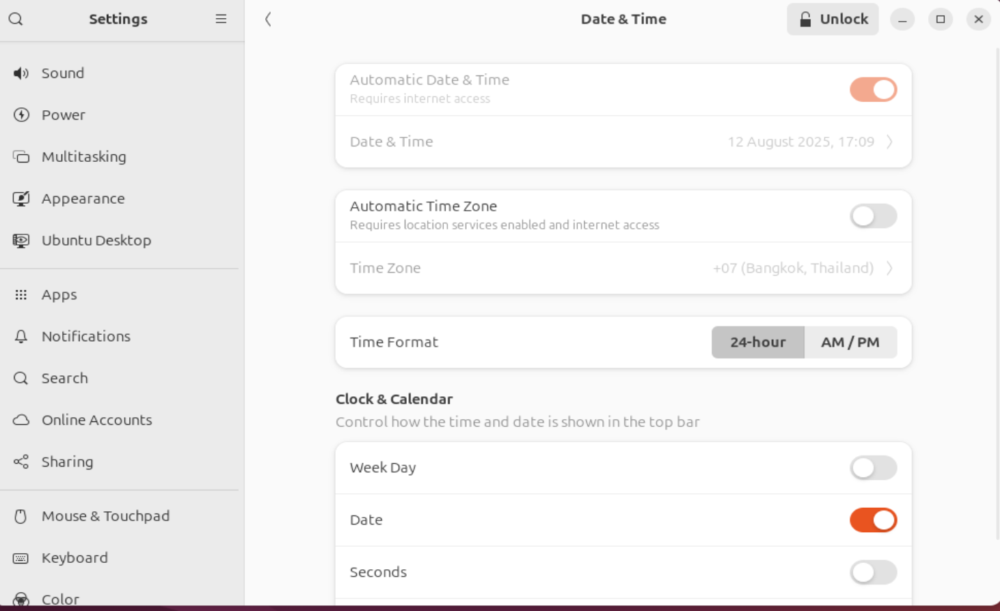 Settings
Sound
Power
Multitasking
Appearance
Ubuntu Desktop
Apps
Notifications
Search
Online Accounts
Sharing
Mouse & Touchpad
Keyboard
Color
Date & Time
Unlock
Automatic Date & Time
Requires internet access
Date & Time 12 August 2025, 17:09
Automatic Time Zone
Requires location services enabled and internet access
Time Zone +07 (Bangkok, Thailand)
Time Format 24-hour AM / PM
Clock & Calendar
Control how the time and date is shown in the top bar
Week Day
Date
Seconds